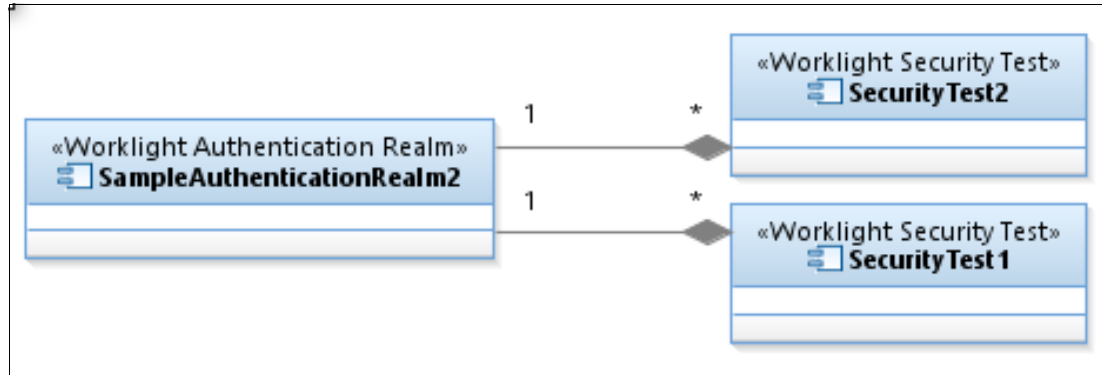 «Worklight Security Test»
SecurityTest2
1 *
«Worklight Authentication Realm»
SampleAuthenticationRealm2
1 *
«Worklight Security Test»
SecurityTest1